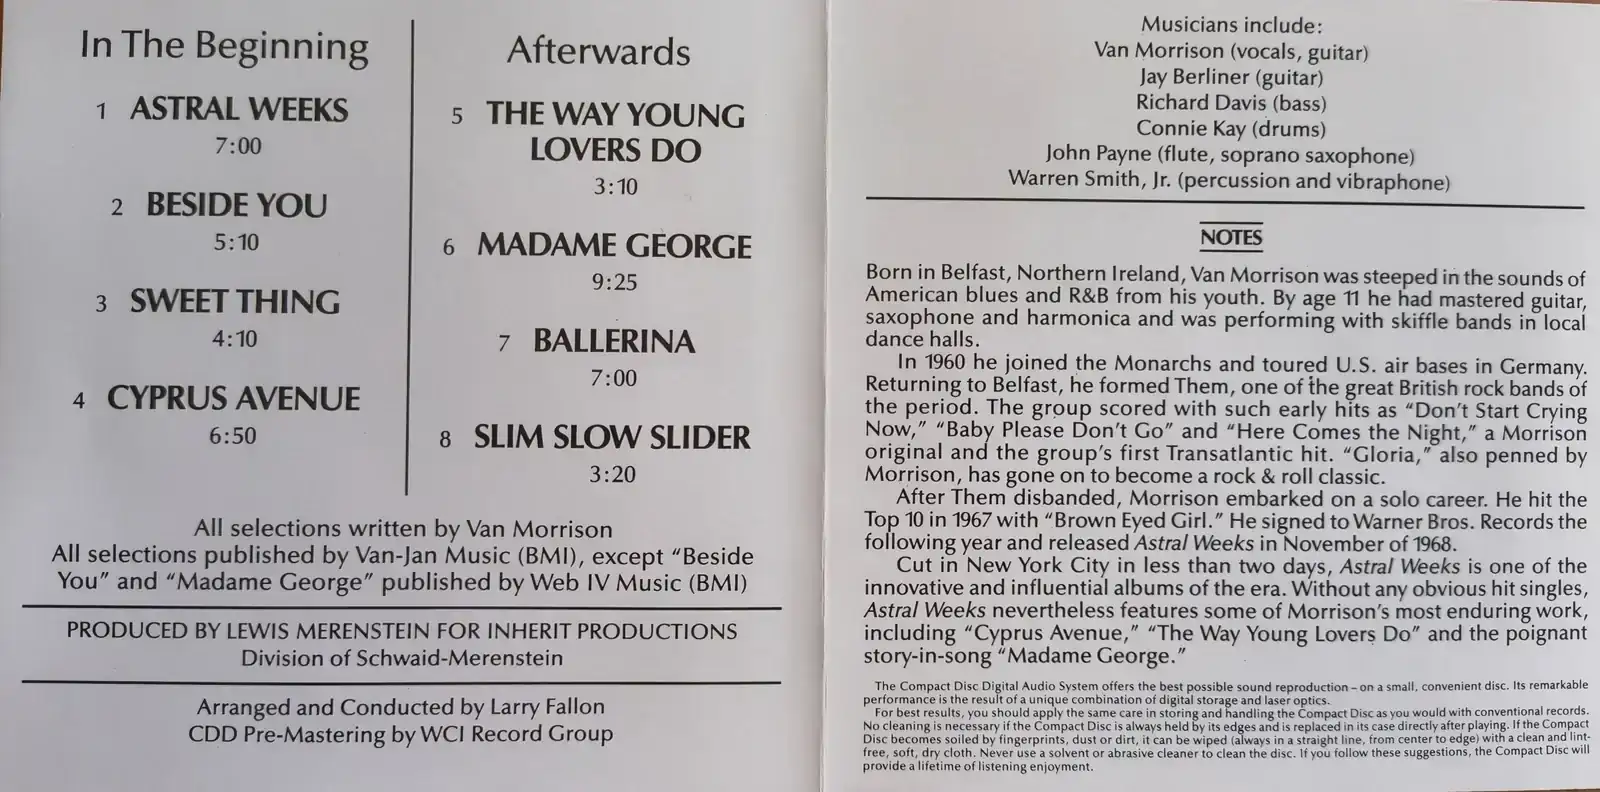 In The Beginning
1 ASTRAL WEEKS
7:00
2 BESIDE YOU
5:10
3 SWEET THING
4:10
4 CYPRUS AVENUE
6:50
Afterwards
5 THE WAY YOUNG
LOVERS DO
3:10
6 MADAME GEORGE
9:25
7 BALLERINA
7:00
8 SLIM SLOW SLIDER
3:20
All selections written by Van Morrison
All selections published by Van-Jan Music (BMI), except “Beside
You” and “Madame George” published by Web IV Music (BMI)
PRODUCED BY LEWIS MERENSTEIN FOR INHERIT PRODUCTIONS
Division of Schwaid-Merenstein
Arranged and Conducted by Larry Fallon
CDD Pre-Mastering by WCI Record Group
Musicians include:
Van Morrison (vocals, guitar)
Jay Berliner (guitar)
Richard Davis (bass)
Connie Kay (drums)
John Payne (flute, soprano saxophone)
Warren Smith, Jr. (percussion and vibraphone)
NOTES
Born in Belfast, Northern Ireland, Van Morrison was steeped in the sounds of
American blues and R&B from his youth. By age 11 he had mastered guitar,
saxophone and harmonica and was performing with skiffle bands in local
dance halls.
In 1960 he joined the Monarchs and toured U.S. air bases in Germany.
Returning to Belfast, he formed Them, one of the great British rock bands of
the period. The group scored with such early hits as “Don’t Start Crying
Now,” “Baby Please Don’t Go” and “Here Comes the Night,” a Morrison
original and the group’s first Transatlantic hit. “Gloria,” also penned by
Morrison, has gone on to become a rock & roll classic.
After Them disbanded, Morrison embarked on a solo career. He hit the
Top 10 in 1967 with “Brown Eyed Girl.” He signed to Warner Bros. Records the
following year and released Astral Weeks in November of 1968.
Cut in New York City in less than two days, Astral Weeks is one of the
innovative and influential albums of the era. Without any obvious hit singles,
Astral Weeks nevertheless features some of Morrison’s most enduring work,
including “Cyprus Avenue,” “The Way Young Lovers Do” and the poignant
story-in-song “Madame George.”
The Compact Disc Digital Audio System offers the best possible sound reproduction – on a small, convenient disc. Its remarkable
performance is the result of a unique combination of digital storage and laser optics.
For best results, you should apply the same care in storing and handling the Compact Disc as you would with conventional records.
No cleaning is necessary if the Compact Disc is always held by its edges and is replaced in its case directly after playing. If the Compact
Disc becomes soiled by fingerprints, dust or dirt, it can be wiped (always in a straight line, from center to edge) with a clean and lint-
free, soft, dry cloth. Never use a solvent or abrasive cleaner to clean the disc. If you follow these suggestions, the Compact Disc will
provide a lifetime of listening enjoyment.